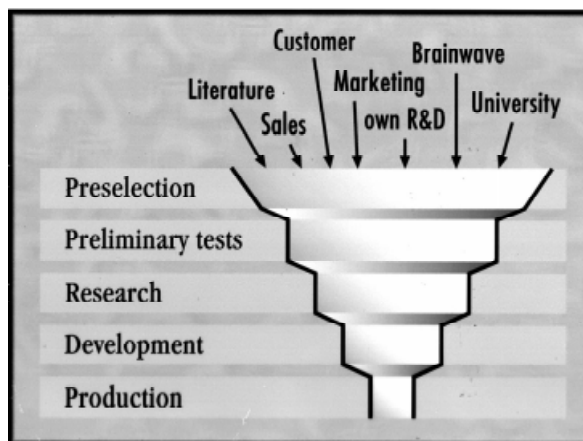 Customer
Brainwave
Literature
Marketing
University
Sales
own R&D
Preselection
Preliminary tests
Research
Development
Production